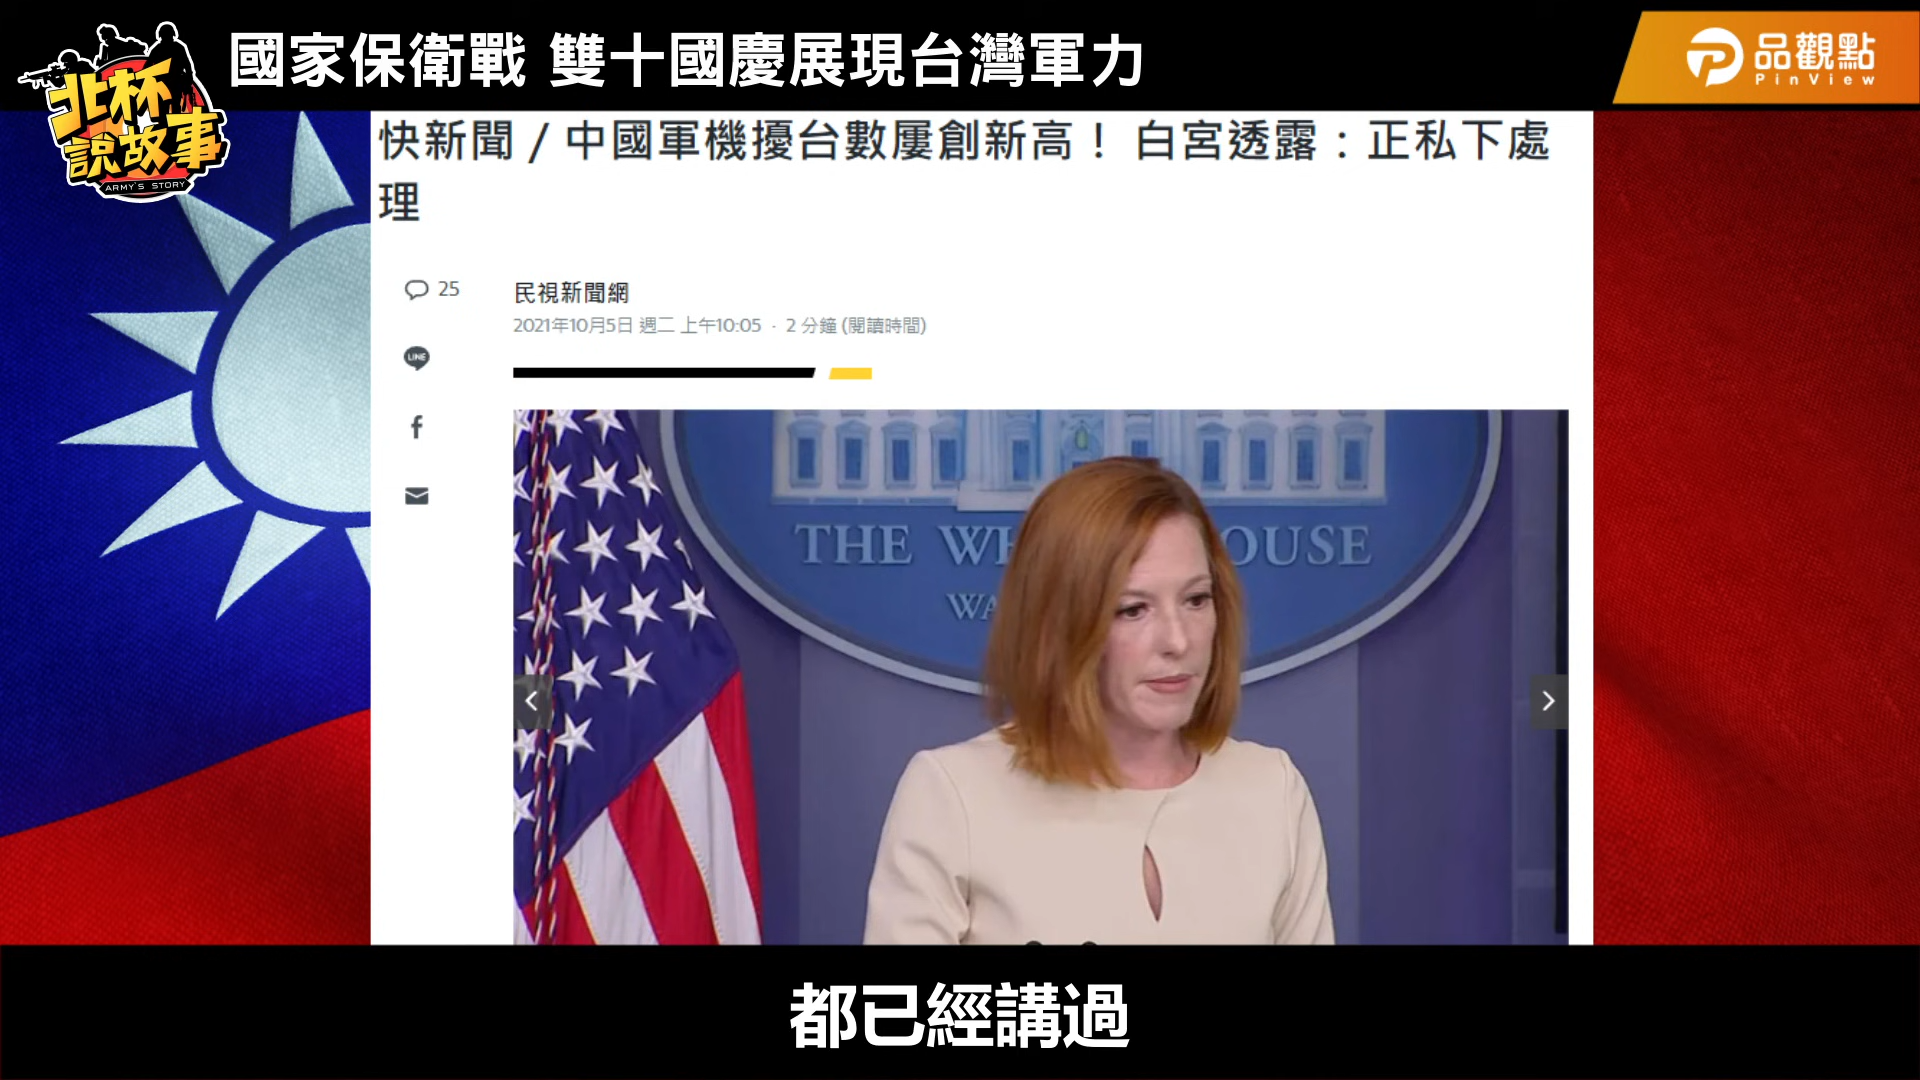 國家保衛戰 雙十國慶展現台灣軍力
北杯
說故事
ARMY'S STORY
品觀點
PinView
快新聞/中國軍機擾台數屢創新高! 白宮透露:正私下處
理
25
民視新聞網
2021年10月5日 週二 上午10:05 · 2 分鐘 (閱讀時間)
LINE
THE WH OUSE
WA
都已經講過